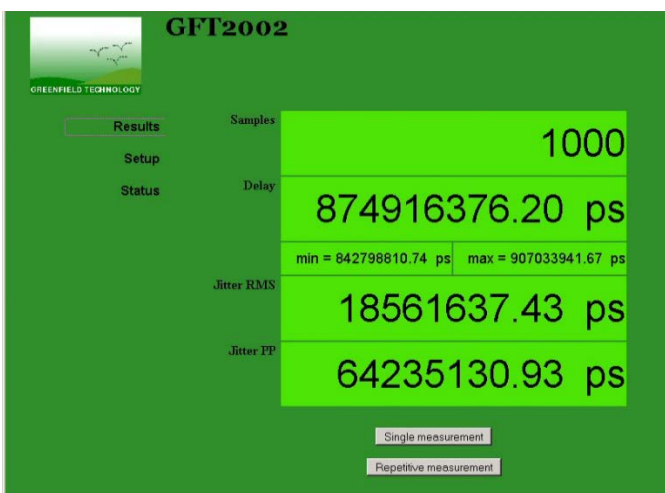 GFT2002
GREENFIELD TECHNOLOGY
Results
Setup
Status
Samples
1000
Delay
874916376.20 ps
min = 842798810.74 ps
max = 907033941.67 ps
Jitter RMS
18561637.43 ps
Jitter PP
64235130.93 ps
Single measurement
Repetitive measurement